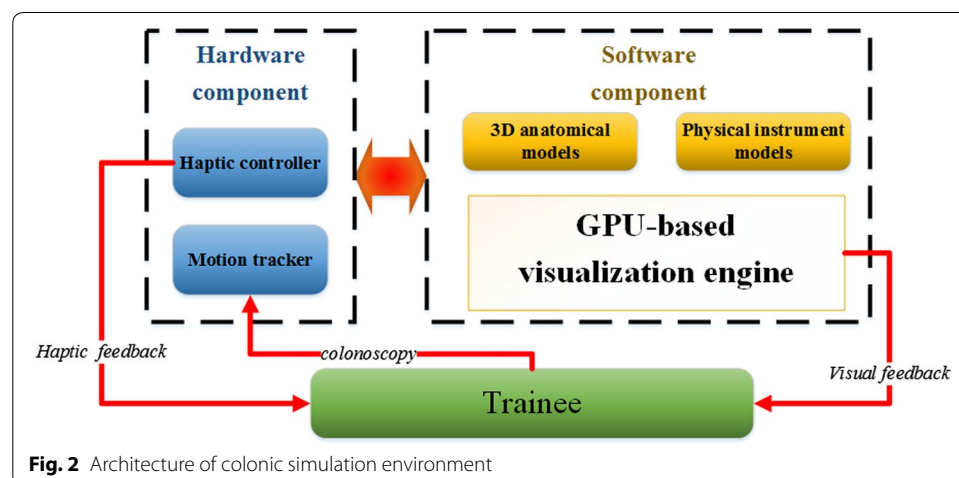 Hardware
component
Haptic controller
Motion tracker
Software
component
3D anatomical
models
Physical instrument
models
GPU-based
visualization engine
Haptic feedback
colonoscopy
Visual feedback
Trainee
Fig. 2 Architecture of colonic simulation environment